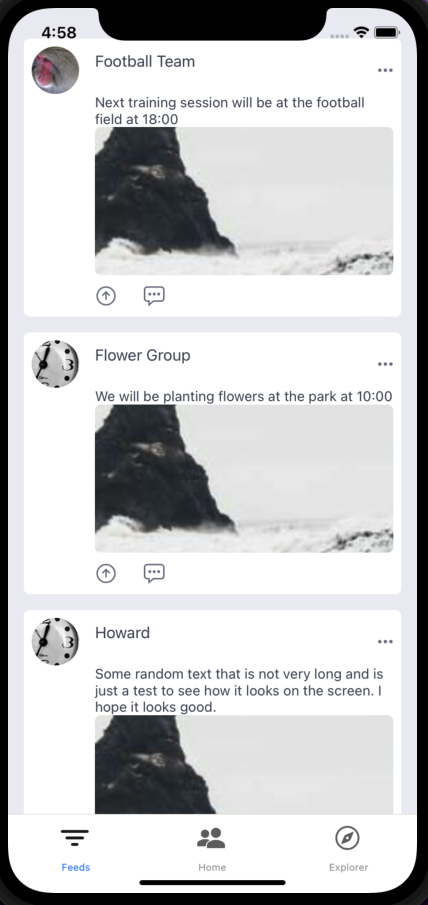 4:58
Football Team
Next training session will be at the football
field at 18:00
Flower Group
We will be planting flowers at the park at 10:00
Howard
Some random text that is not very long and is
just a test to see how it looks on the screen. I
hope it looks good.
Feeds
Home
Explorer